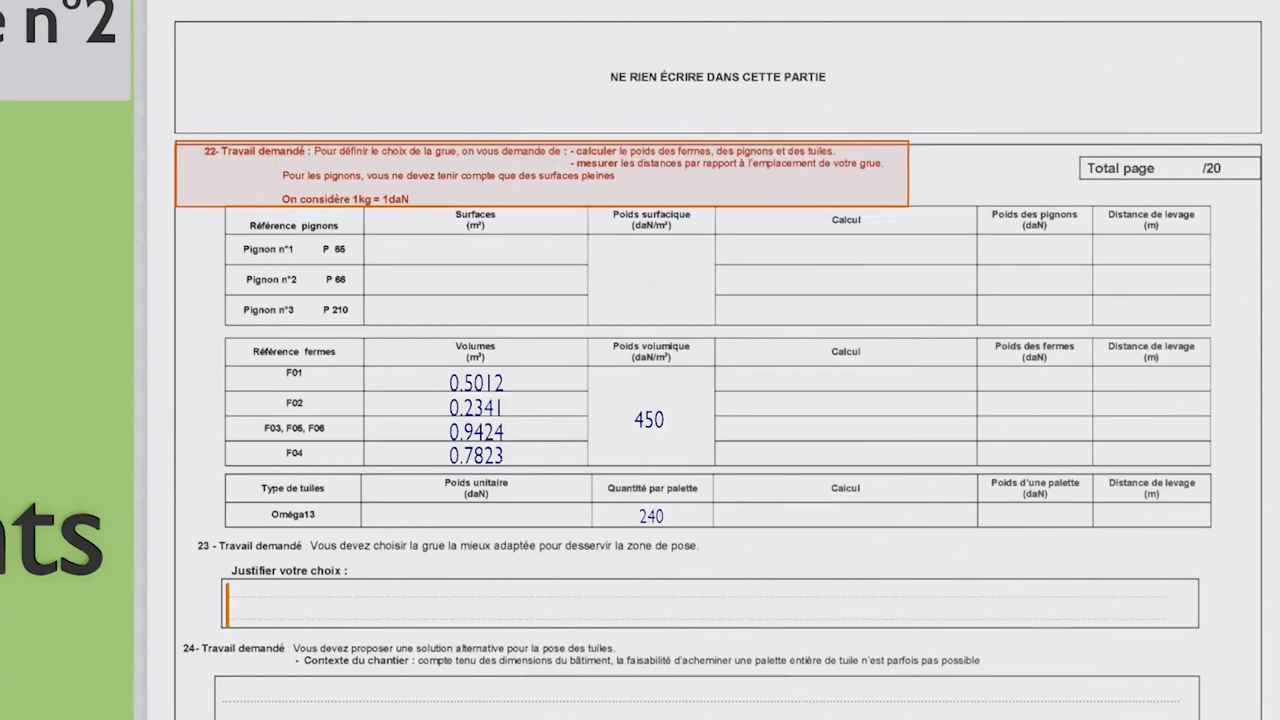 e n°2
nts
NE RIEN ÉCRIRE DANS CETTE PARTIE
22- Travail demandé : Pour définir le choix de la grue, on vous demande de : - calculer le poids des fermes, des pignons et des tuiles.
- mesurer les distances par rapport à l'emplacement de votre grue.
Pour les pignons, vous ne devez tenir compte que des surfaces pleines
On considère 1kg = 1daN
Total page /20
Référence pignons Surfaces (m²) Poids surfacique (daN/m²) Calcul Poids des pignons (daN) Distance de levage (m)
Pignon n°1 P 65
Pignon n°2 P 66
Pignon n°3 P 210
Référence fermes Volumes (m³) Poids volumique (daN/m³) Calcul Poids des fermes (daN) Distance de levage (m)
F01 0.5012
F02 0.2341
450
F03, F05, F06 0.9424
F04 0.7823
Type de tuiles Poids unitaire (daN) Quantité par palette Calcul Poids d'une palette (daN) Distance de levage (m)
Oméga13 240
23 - Travail demandé : Vous devez choisir la grue la mieux adaptée pour desservir la zone de pose.
Justifier votre choix :
24- Travail demandé : Vous devez proposer une solution alternative pour la pose des tuiles.
- Contexte du chantier : compte tenu des dimensions du bâtiment, la faisabilité d'acheminer une palette entière de tuile n'est parfois pas possible